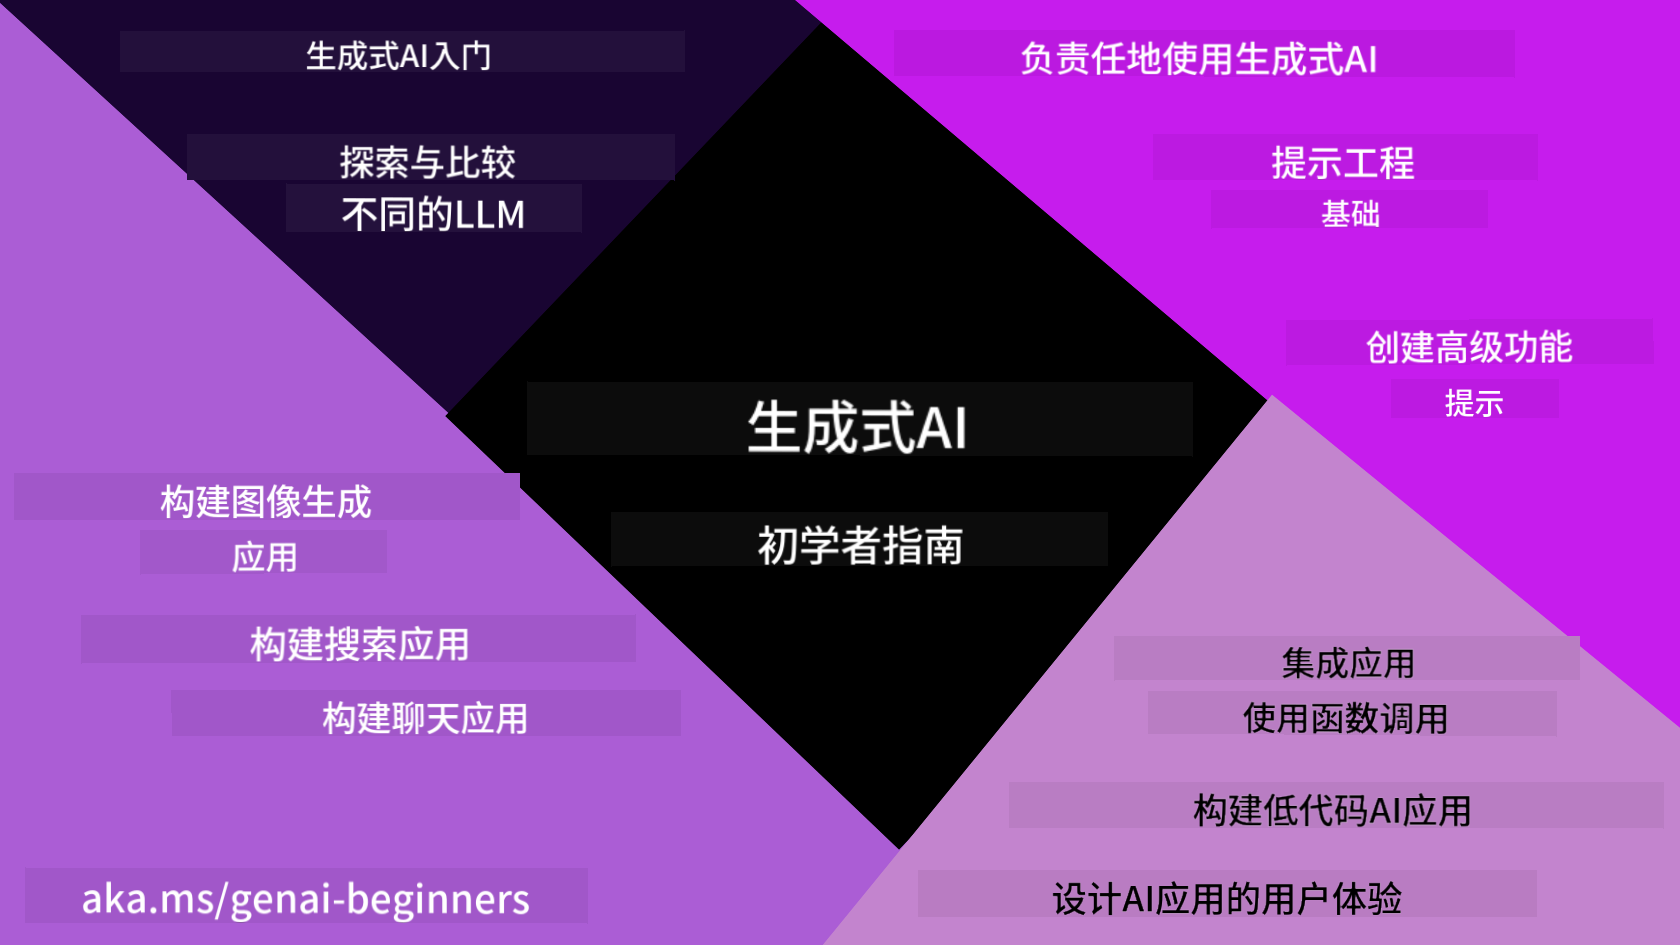 生成式AI入门
探索与比较
不同的LLM
负责任地使用生成式AI
提示工程
基础
创建高级功能
提示
生成式AI
初学者指南
构建图像生成
应用
构建搜索应用
构建聊天应用
集成应用
使用函数调用
构建低代码AI应用
设计AI应用的用户体验
aka.ms/genai-beginners